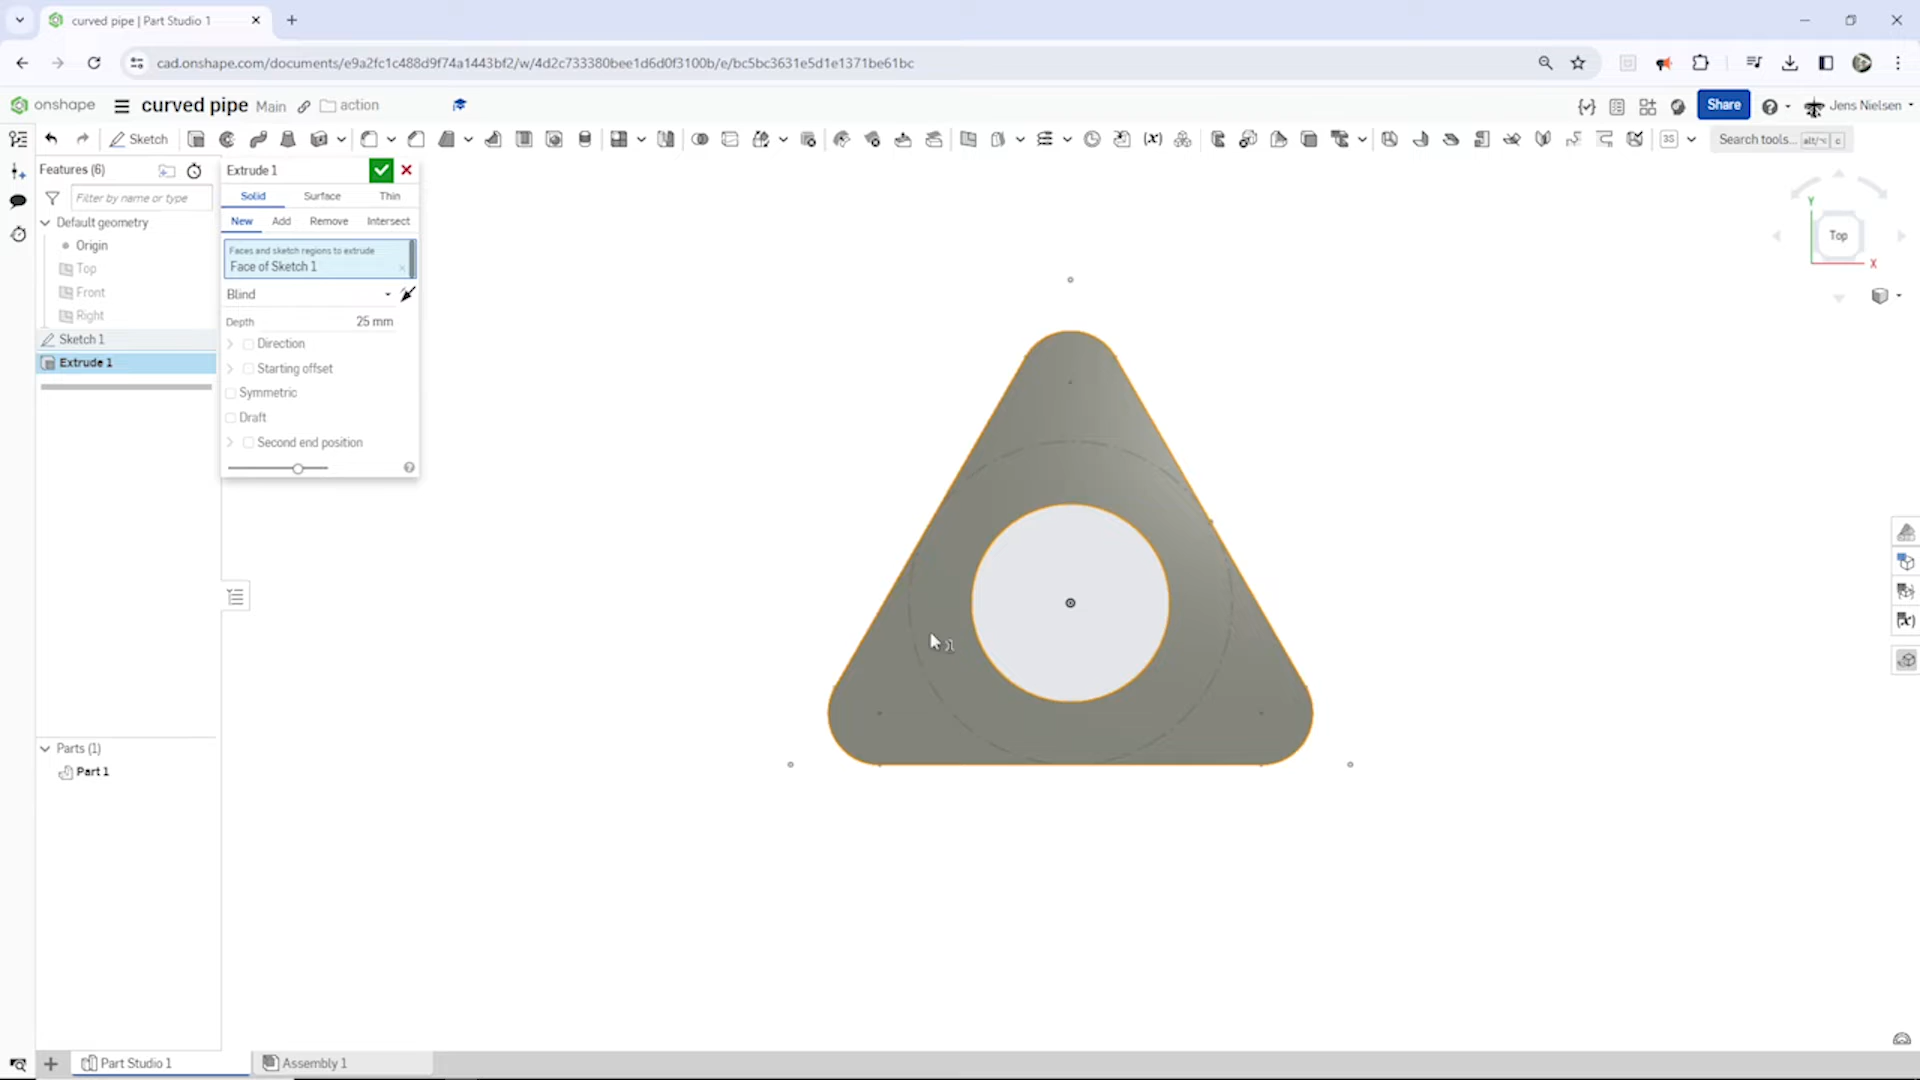 curved pipe | Part Studio 1
cad.onshape.com/documents/e9a2fc1c488d9f74a1443bf2/w/4d2c733380bee1d6d0f3100b/e/bc5bc3631e5d1e1371be61bc
onshape curved pipe Main action Share Jens Nielsen
Sketch Search tools... alt/⌥ c
Features (6)
Filter by name or type
Default geometry
Origin
Top
Front
Right
Sketch 1
Extrude 1
Extrude 1
Solid Surface Thin
New Add Remove Intersect
Faces and sketch regions to extrude
Face of Sketch 1
Blind
Depth 25 mm
Direction
Starting offset
Symmetric
Draft
Second end position
Y
Top
X
Parts (1)
Part 1
Part Studio 1 Assembly 1